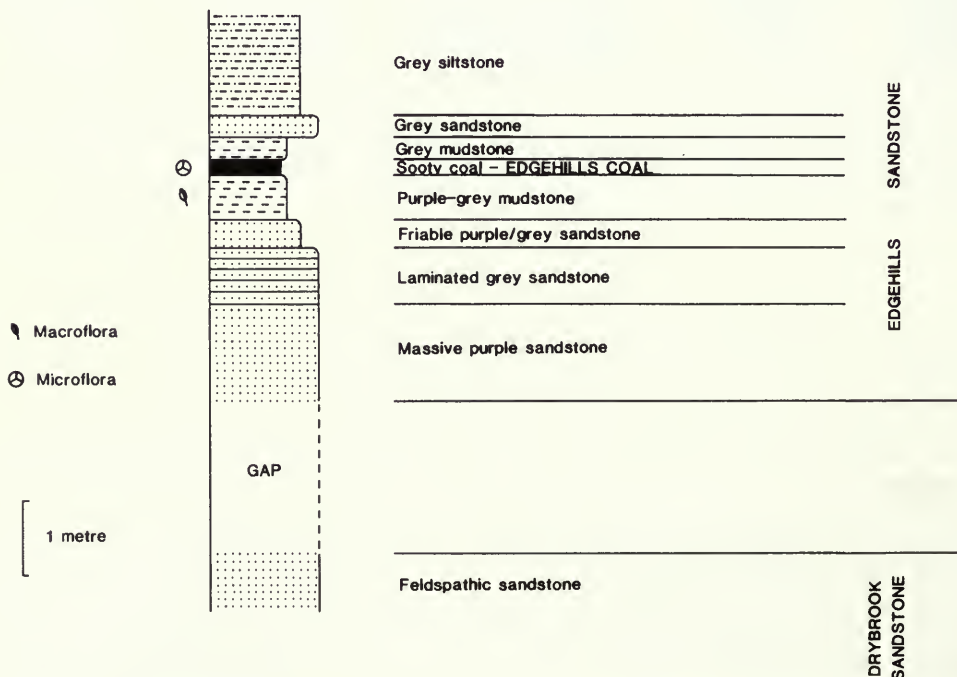 Grey siltstone
Grey sandstone
Grey mudstone
Sooty coal - EDGEHILLS COAL
Purple-grey mudstone
Friable purple/grey sandstone
Laminated grey sandstone
Massive purple sandstone
EDGEHILLS SANDSTONE
Macroflora
Microflora
GAP
1 metre
Feldspathic sandstone
DRYBROOK
SANDSTONE